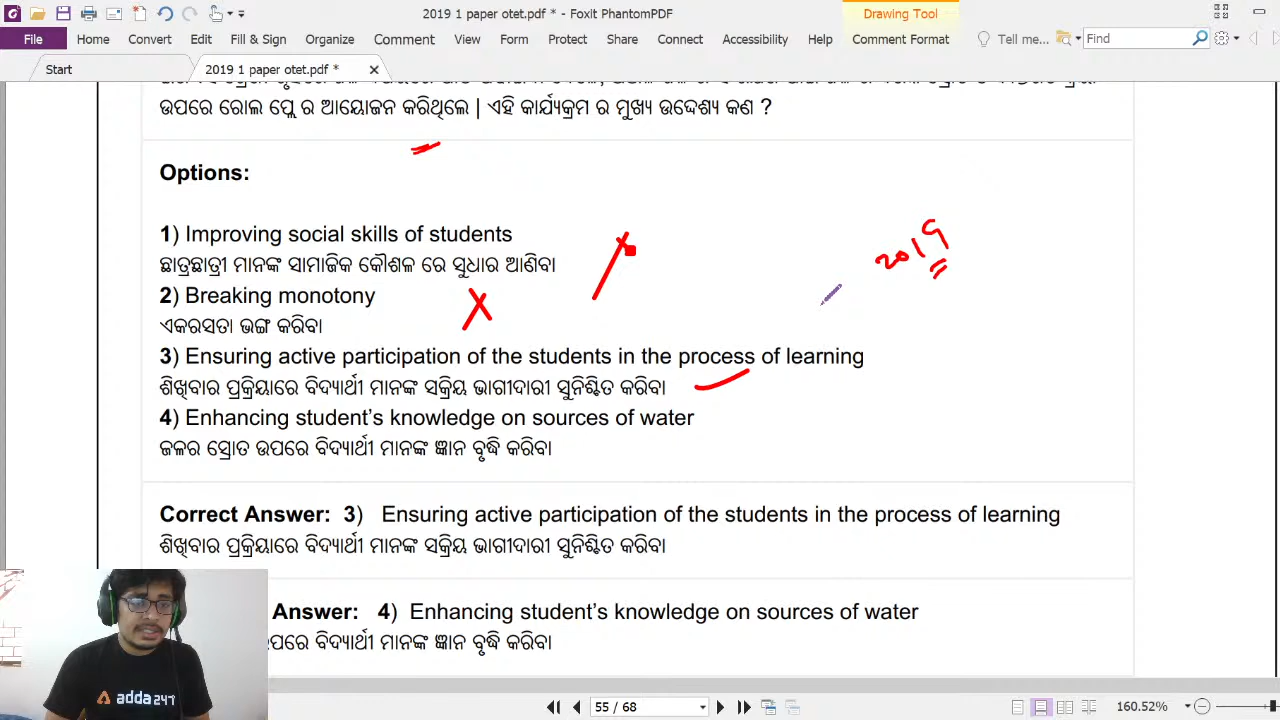 2019 1 paper otet.pdf * - Foxit PhantomPDF
Drawing Tool
File Home Convert Edit Fill & Sign Organize Comment View Form Protect Share Connect Accessibility Help Comment Format Tell me... Find
Start
2019 1 paper otet.pdf *
ଉପରେ ରୋଲ ପ୍ଲେ ର ଆୟୋଜନ କରିଥିଲେ | ଏହି କାର୍ଯ୍ୟକ୍ରମ ର ମୁଖ୍ୟ ଉଦ୍ଦେଶ୍ୟ କଣ ?
Options:
1) Improving social skills of students
ଛାତ୍ରଛାତ୍ରୀ ମାନଙ୍କ ସାମାଜିକ କୌଶଳ ରେ ସୁଧାର ଆଣିବା
2019
2) Breaking monotony
ଏକରସତା ଭଙ୍ଗ କରିବା
3) Ensuring active participation of the students in the process of learning
ଶିଖିବାର ପ୍ରକ୍ରିୟାରେ ବିଦ୍ୟାର୍ଥୀ ମାନଙ୍କ ସକ୍ରିୟ ଭାଗୀଦାରୀ ସୁନିଶ୍ଚିତ କରିବା
4) Enhancing student’s knowledge on sources of water
ଜଳର ସ୍ରୋତ ଉପରେ ବିଦ୍ୟାର୍ଥୀ ମାନଙ୍କ ଜ୍ଞାନ ବୃଦ୍ଧି କରିବା
Correct Answer: 3) Ensuring active participation of the students in the process of learning
ଶିଖିବାର ପ୍ରକ୍ରିୟାରେ ବିଦ୍ୟାର୍ଥୀ ମାନଙ୍କ ସକ୍ରିୟ ଭାଗୀଦାରୀ ସୁନିଶ୍ଚିତ କରିବା
Answer: 4) Enhancing student’s knowledge on sources of water
ବିଦ୍ୟାର୍ଥୀ ମାନଙ୍କ ଜ୍ଞାନ ବୃଦ୍ଧି କରିବା
adda247
55 / 68
160.52%